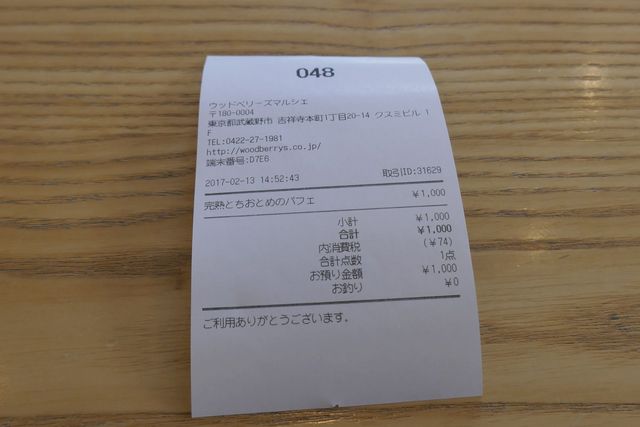 048
ウッドベリーズマルシェ
〒180-0004
東京都武蔵野市 吉祥寺本町1丁目20-14 クスミビル 1
F
TEL:0422-27-1981
http://woodberrys.co.jp/
端末番号:D7E6
2017-02-13 14:52:43 取引ID:31629
完熟とちおとめのパフェ ¥1,000
小計 ¥1,000
合計 ¥1,000
内消費税 (¥74)
合計点数 1点
お預り金額 ¥1,000
お釣り ¥0
ご利用ありがとうございます。